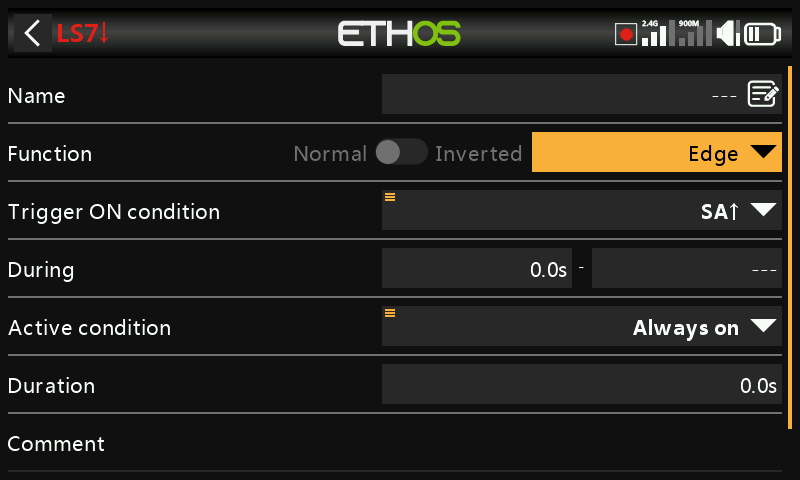 LS7↓ ETHOS 2.4G 900M
Name ---
Function Normal Inverted Edge
Trigger ON condition SA↑
During 0.0s - ---
Active condition Always on
Duration 0.0s
Comment